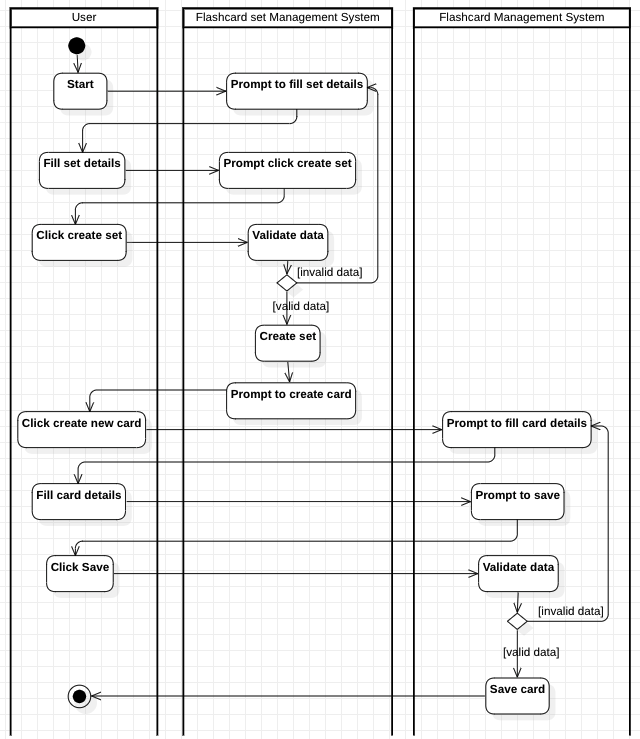 User
Flashcard set Management System
Flashcard Management System
Start
Prompt to fill set details
Fill set details
Prompt click create set
Click create set
Validate data
[invalid data]
[valid data]
Create set
Prompt to create card
Click create new card
Prompt to fill card details
Fill card details
Prompt to save
Click Save
Validate data
[invalid data]
[valid data]
Save card